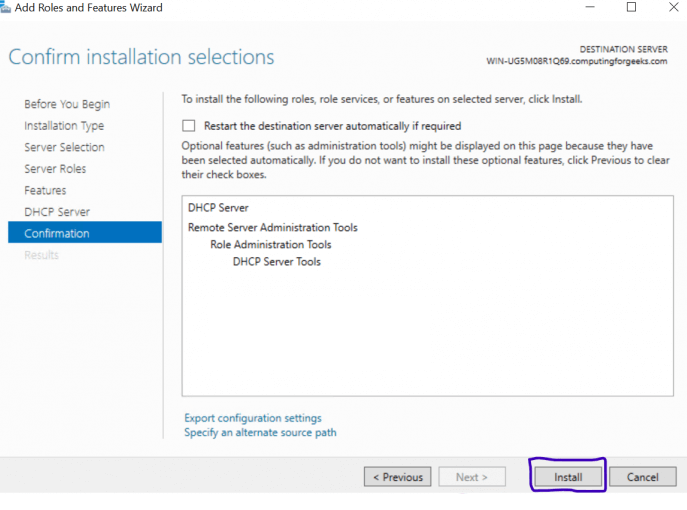 Add Roles and Features Wizard
Confirm installation selections
DESTINATION SERVER
WIN-UG5M08R1Q69.computingforgeeks.com
Before You Begin
Installation Type
Server Selection
Server Roles
Features
DHCP Server
Confirmation
Results
To install the following roles, role services, or features on selected server, click Install.
Restart the destination server automatically if required
Optional features (such as administration tools) might be displayed on this page because they have
been selected automatically. If you do not want to install these optional features, click Previous to clear
their check boxes.
DHCP Server
Remote Server Administration Tools
Role Administration Tools
DHCP Server Tools
Export configuration settings
Specify an alternate source path
< Previous
Next >
Install
Cancel